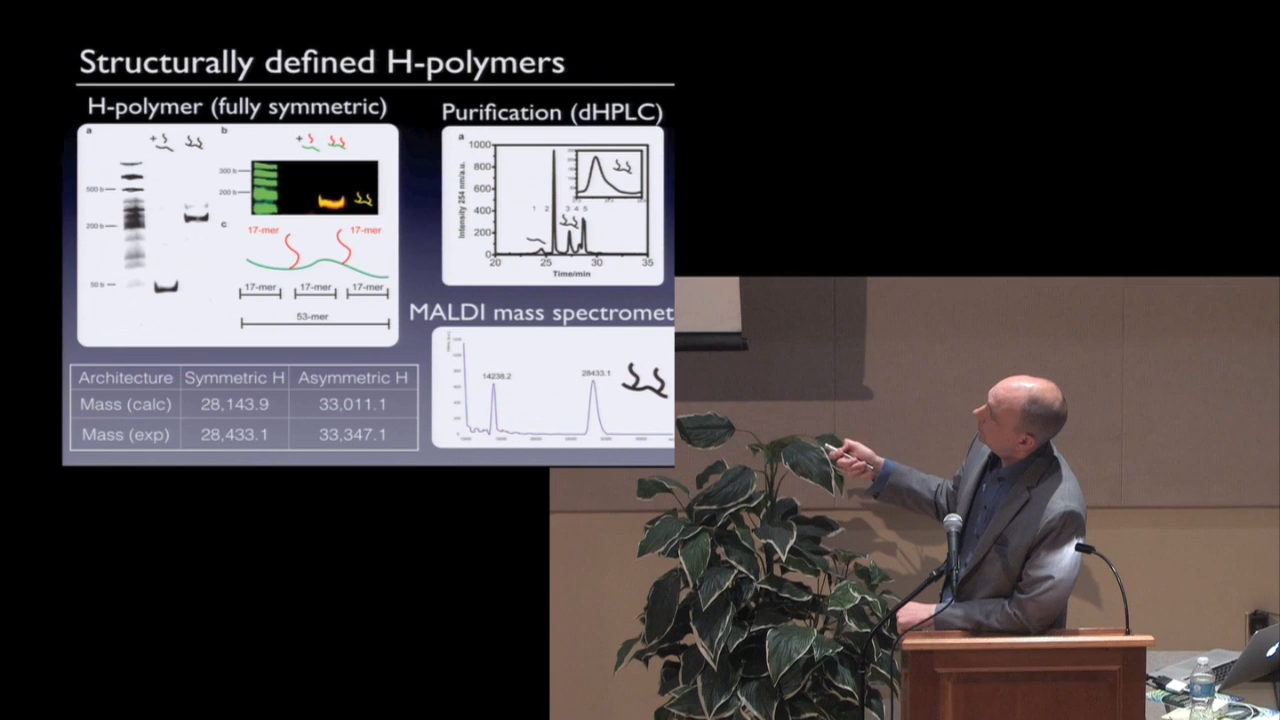 Structurally defined H-polymers
H-polymer (fully symmetric)
a
+
b
+
500 b
200 b
50 b
300 b
200 b
c
17-mer
17-mer
17-mer
17-mer
17-mer
53-mer
Purification (dHPLC)
a
Intensity 254 nm/a.u.
1000
800
600
400
200
0
1 2 3 4 5
20 25 30 35
Time/min
MALDI mass spectromet
14238.2
28433.1
Architecture Symmetric H Asymmetric H
Mass (calc) 28,143.9 33,011.1
Mass (exp) 28,433.1 33,347.1